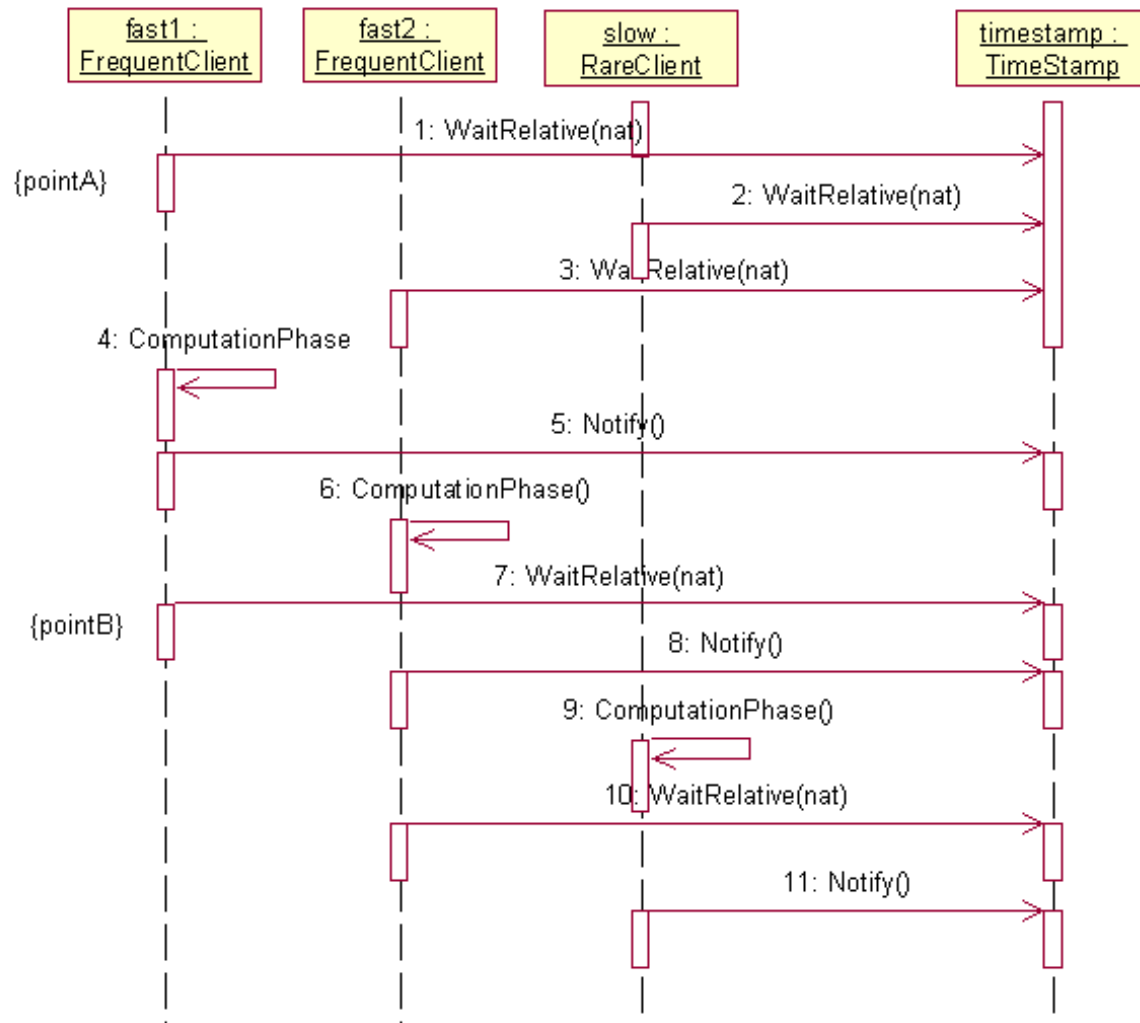 fast1 :
FrequentClient
fast2 :
FrequentClient
slow :
RareClient
timestamp :
TimeStamp
1: WaitRelative(nat)
{pointA}
2: WaitRelative(nat)
3: WaitRelative(nat)
4: ComputationPhase
5: Notify()
6: ComputationPhase()
7: WaitRelative(nat)
{pointB}
8: Notify()
9: ComputationPhase()
10: WaitRelative(nat)
11: Notify()